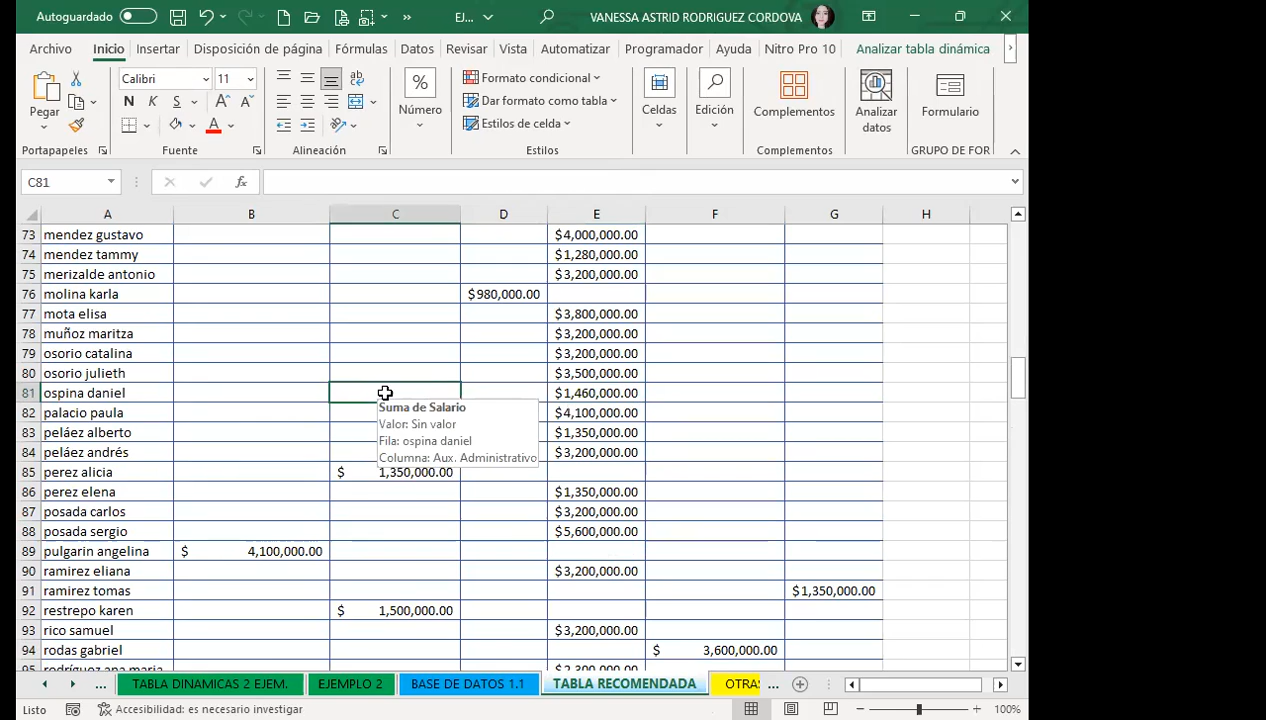 Autoguardado
»
EJ...
VANESSA ASTRID RODRIGUEZ CORDOVA
Archivo Inicio Insertar Disposición de página Fórmulas Datos Revisar Vista Automatizar Programador Ayuda Nitro Pro 10 Analizar tabla dinámica
Pegar
Calibri 11
N K S
Número
Formato condicional
Dar formato como tabla
Estilos de celda
Celdas
Edición
Complementos
Analizar datos
Formulario
Portapapeles Fuente Alineación Estilos Complementos GRUPO DE FOR
C81 fx
A B C D E F G H
73 mendez gustavo $4,000,000.00
74 mendez tammy $1,280,000.00
75 merizalde antonio $3,200,000.00
76 molina karla $980,000.00
77 mota elisa $3,800,000.00
78 muñoz maritza $3,200,000.00
79 osorio catalina $3,200,000.00
80 osorio julieth $3,500,000.00
81 ospina daniel $1,460,000.00
Suma de Salario
Valor: Sin valor
Fila: ospina daniel
Columna: Aux. Administrativo
82 palacio paula $4,100,000.00
83 peláez alberto $1,350,000.00
84 peláez andrés $3,200,000.00
85 perez alicia $ 1,350,000.00
86 perez elena $1,350,000.00
87 posada carlos $3,200,000.00
88 posada sergio $5,600,000.00
89 pulgarin angelina $ 4,100,000.00
90 ramirez eliana $3,200,000.00
91 ramirez tomas $1,350,000.00
92 restrepo karen $ 1,500,000.00
93 rico samuel $3,200,000.00
94 rodas gabriel $ 3,600,000.00
95 rodríguez ana maria $2,300,000.00
... TABLA DINAMICAS 2 EJEM. EJEMPLO 2 BASE DE DATOS 1.1 TABLA RECOMENDADA OTRAS ...
Listo Accesibilidad: es necesario investigar 100%